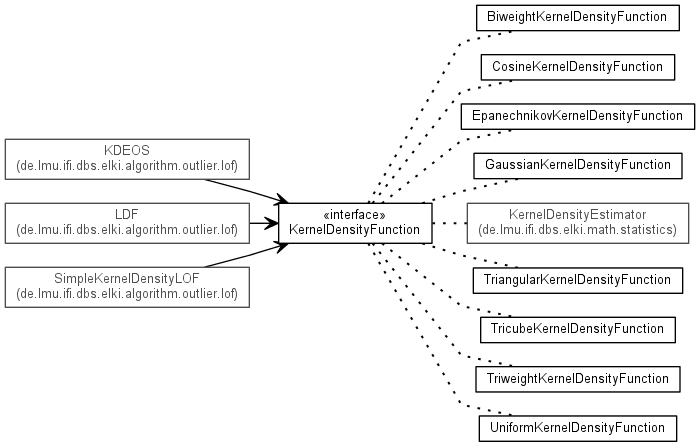 BiweightKernelDensityFunction
CosineKernelDensityFunction
EpanechnikovKernelDensityFunction
KDEOS
(de.lmu.ifi.dbs.elki.algorithm.outlier.lof)
GaussianKernelDensityFunction
LDF
(de.lmu.ifi.dbs.elki.algorithm.outlier.lof)
«interface»
KernelDensityFunction
KernelDensityEstimator
(de.lmu.ifi.dbs.elki.math.statistics)
SimpleKernelDensityLOF
(de.lmu.ifi.dbs.elki.algorithm.outlier.lof)
TriangularKernelDensityFunction
TricubeKernelDensityFunction
TriweightKernelDensityFunction
UniformKernelDensityFunction